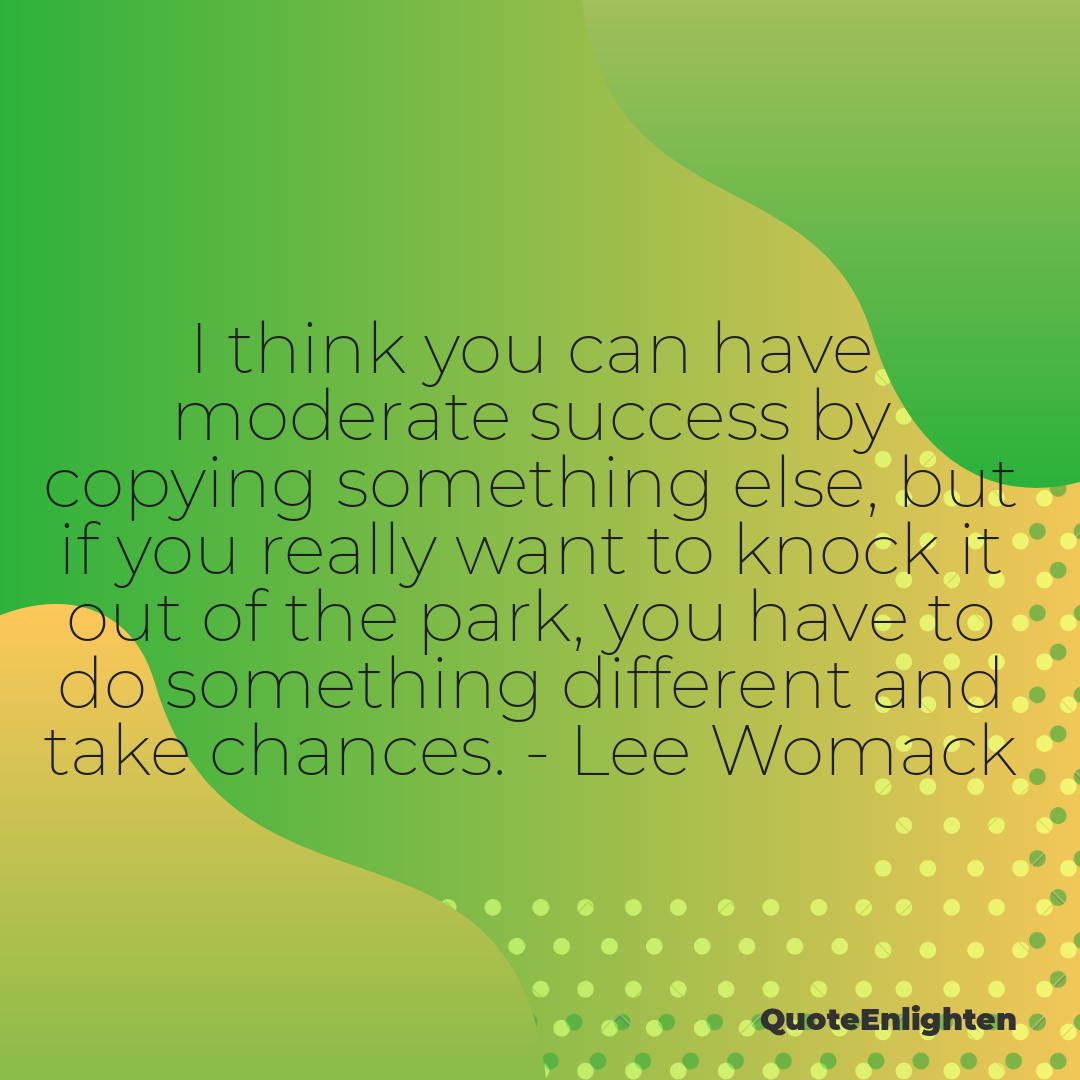 I think you can have
moderate success by
copying something else, but
if you really want to knock it
out of the park, you have to
do something different and
take chances. - Lee Womack
QuoteEnlighten